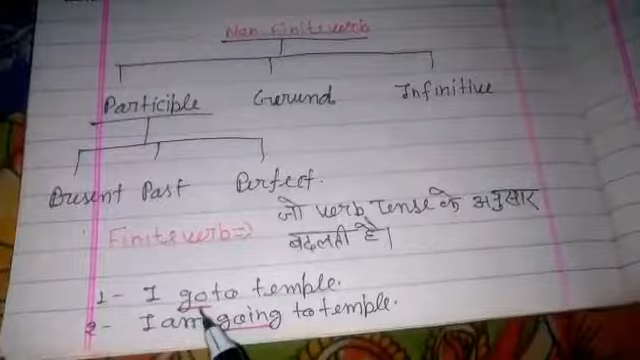 Non Finite verb
Participle Gerund Infinitive
Present Past Perfect.
जो verb Tense के अनुसार
Finite verb=> बदलती है।
1- I go to temple.
2- I am going to temple.